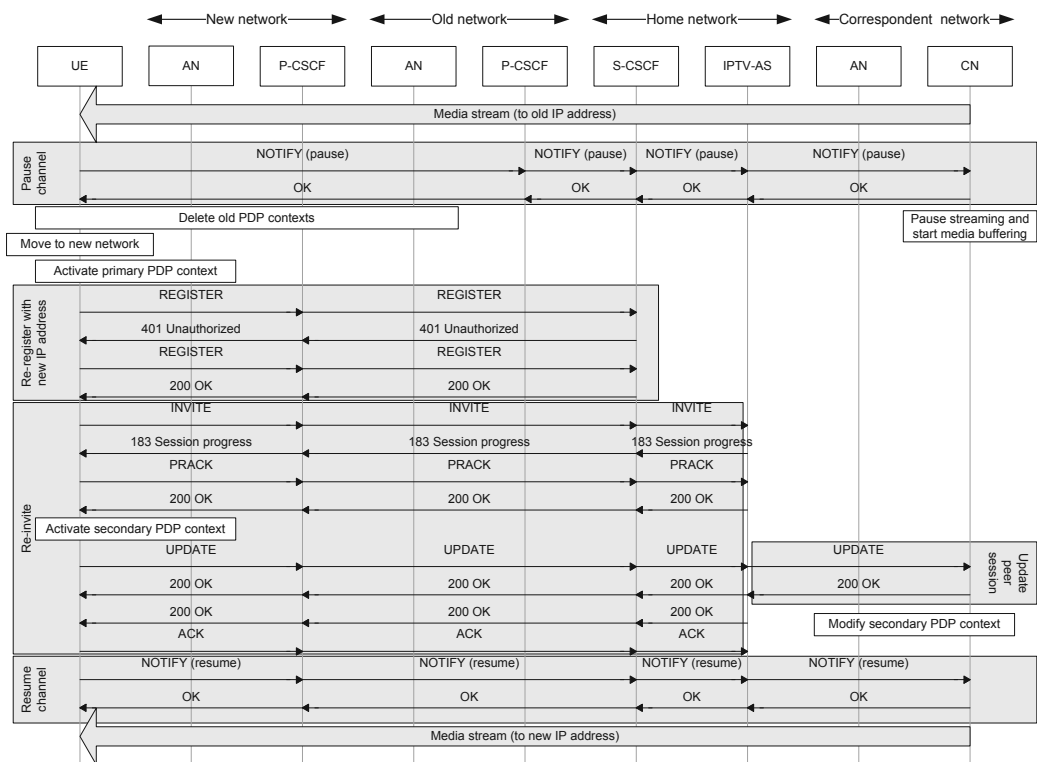 New network Old network Home network Correspondent network
UE AN P-CSCF AN P-CSCF S-CSCF IPTV-AS AN CN
Media stream (to old IP address)
Pause
channel
NOTIFY (pause) NOTIFY (pause) NOTIFY (pause) NOTIFY (pause)
OK OK OK OK
Delete old PDP contexts
Pause streaming and
start media buffering
Move to new network
Activate primary PDP context
Re-register with
new IP address
REGISTER REGISTER
401 Unauthorized 401 Unauthorized
REGISTER REGISTER
200 OK 200 OK
Re-invite
INVITE INVITE INVITE
183 Session progress 183 Session progress 183 Session progress
PRACK PRACK PRACK
200 OK 200 OK 200 OK
Activate secondary PDP context
UPDATE UPDATE UPDATE UPDATE
Update
peer
session
200 OK 200 OK 200 OK 200 OK
200 OK 200 OK 200 OK
Modify secondary PDP context
ACK ACK ACK
Resume
channel
NOTIFY (resume) NOTIFY (resume) NOTIFY (resume) NOTIFY (resume)
OK OK OK OK
Media stream (to new IP address)